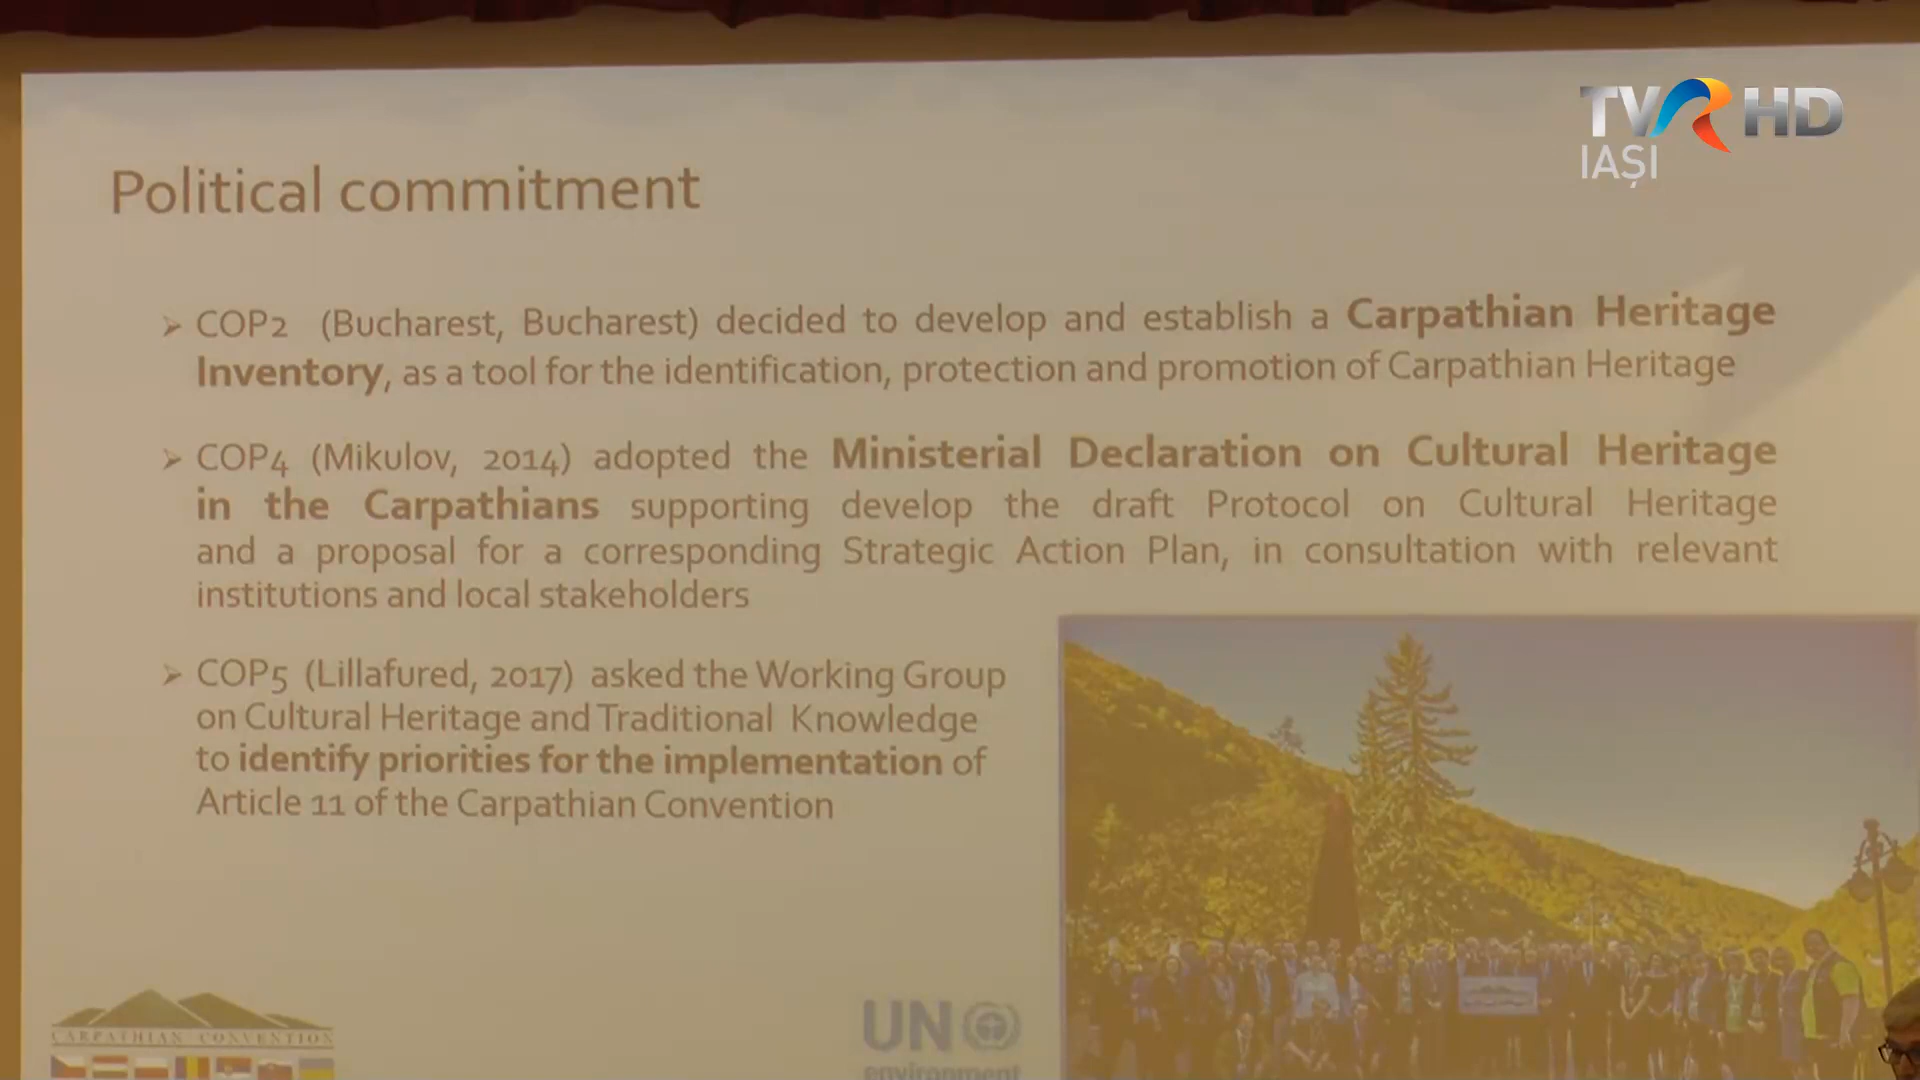 TVR HD
IAȘI
Political commitment
➢ COP2 (Bucharest, Bucharest) decided to develop and establish a Carpathian Heritage
Inventory, as a tool for the identification, protection and promotion of Carpathian Heritage
➢ COP4 (Mikulov, 2014) adopted the Ministerial Declaration on Cultural Heritage
in the Carpathians supporting develop the draft Protocol on Cultural Heritage
and a proposal for a corresponding Strategic Action Plan, in consultation with relevant
institutions and local stakeholders
➢ COP5 (Lillafured, 2017) asked the Working Group
on Cultural Heritage and Traditional Knowledge
to identify priorities for the implementation of
Article 11 of the Carpathian Convention
CARPATHIAN CONVENTION
UN
environment